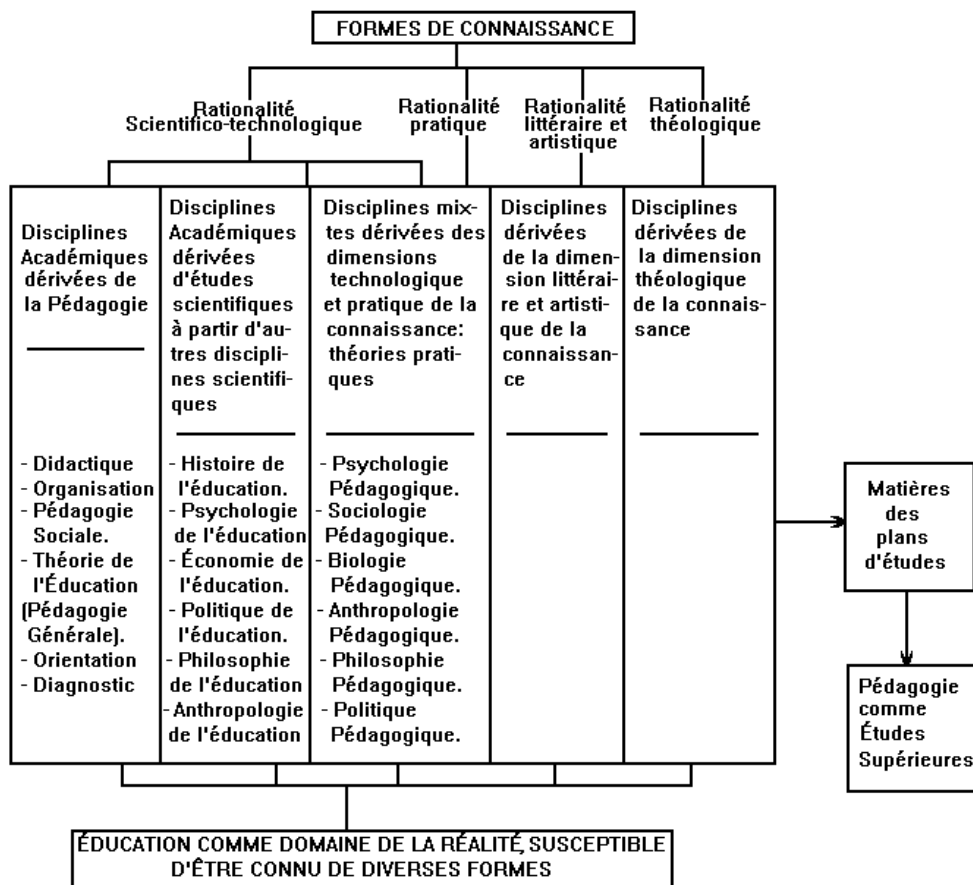 FORMES DE CONNAISSANCE
Rationalité
Scientifico-technologique
Rationalité
pratique
Rationalité
littéraire et
artistique
Rationalité
théologique
Disciplines
Académiques
dérivées de
la Pédagogie
- Didactique
- Organisation
- Pédagogie
Sociale.
- Théorie de
l'Éducation
(Pédagogie
Générale).
- Orientation
- Diagnostic
Disciplines
Académiques
dérivées
d'études
scientifiques
à partir d'au-
tres discipli-
nes scientifi-
ques
- Histoire de
l'éducation.
- Psychologie
de l'éducation
- Économie de
l'éducation.
- Politique de
l'éducation.
- Philosophie
de l'éducation
- Anthropologie
de l'éducation
Disciplines mix-
tes dérivées des
dimensions
technologique
et pratique de la
connaissance:
théories prati-
ques
- Psychologie
Pédagogique.
- Sociologie
Pédagogique.
- Biologie
Pédagogique.
- Anthropologie
Pédagogique.
- Philosophie
Pédagogique.
- Politique
Pédagogique.
Disciplines
dérivées
de la dimen-
sion littérai-
re et artisti-
que de la
connaissan-
ce
Disciplines
dérivées de
la dimension
théologique
de la connais-
sance
Matières
des
plans
d'études
Pédagogie
comme
Études
Supérieures
ÉDUCATION COMME DOMAINE DE LA RÉALITÉ, SUSCEPTIBLE
D'ÊTRE CONNU DE DIVERSES FORMES